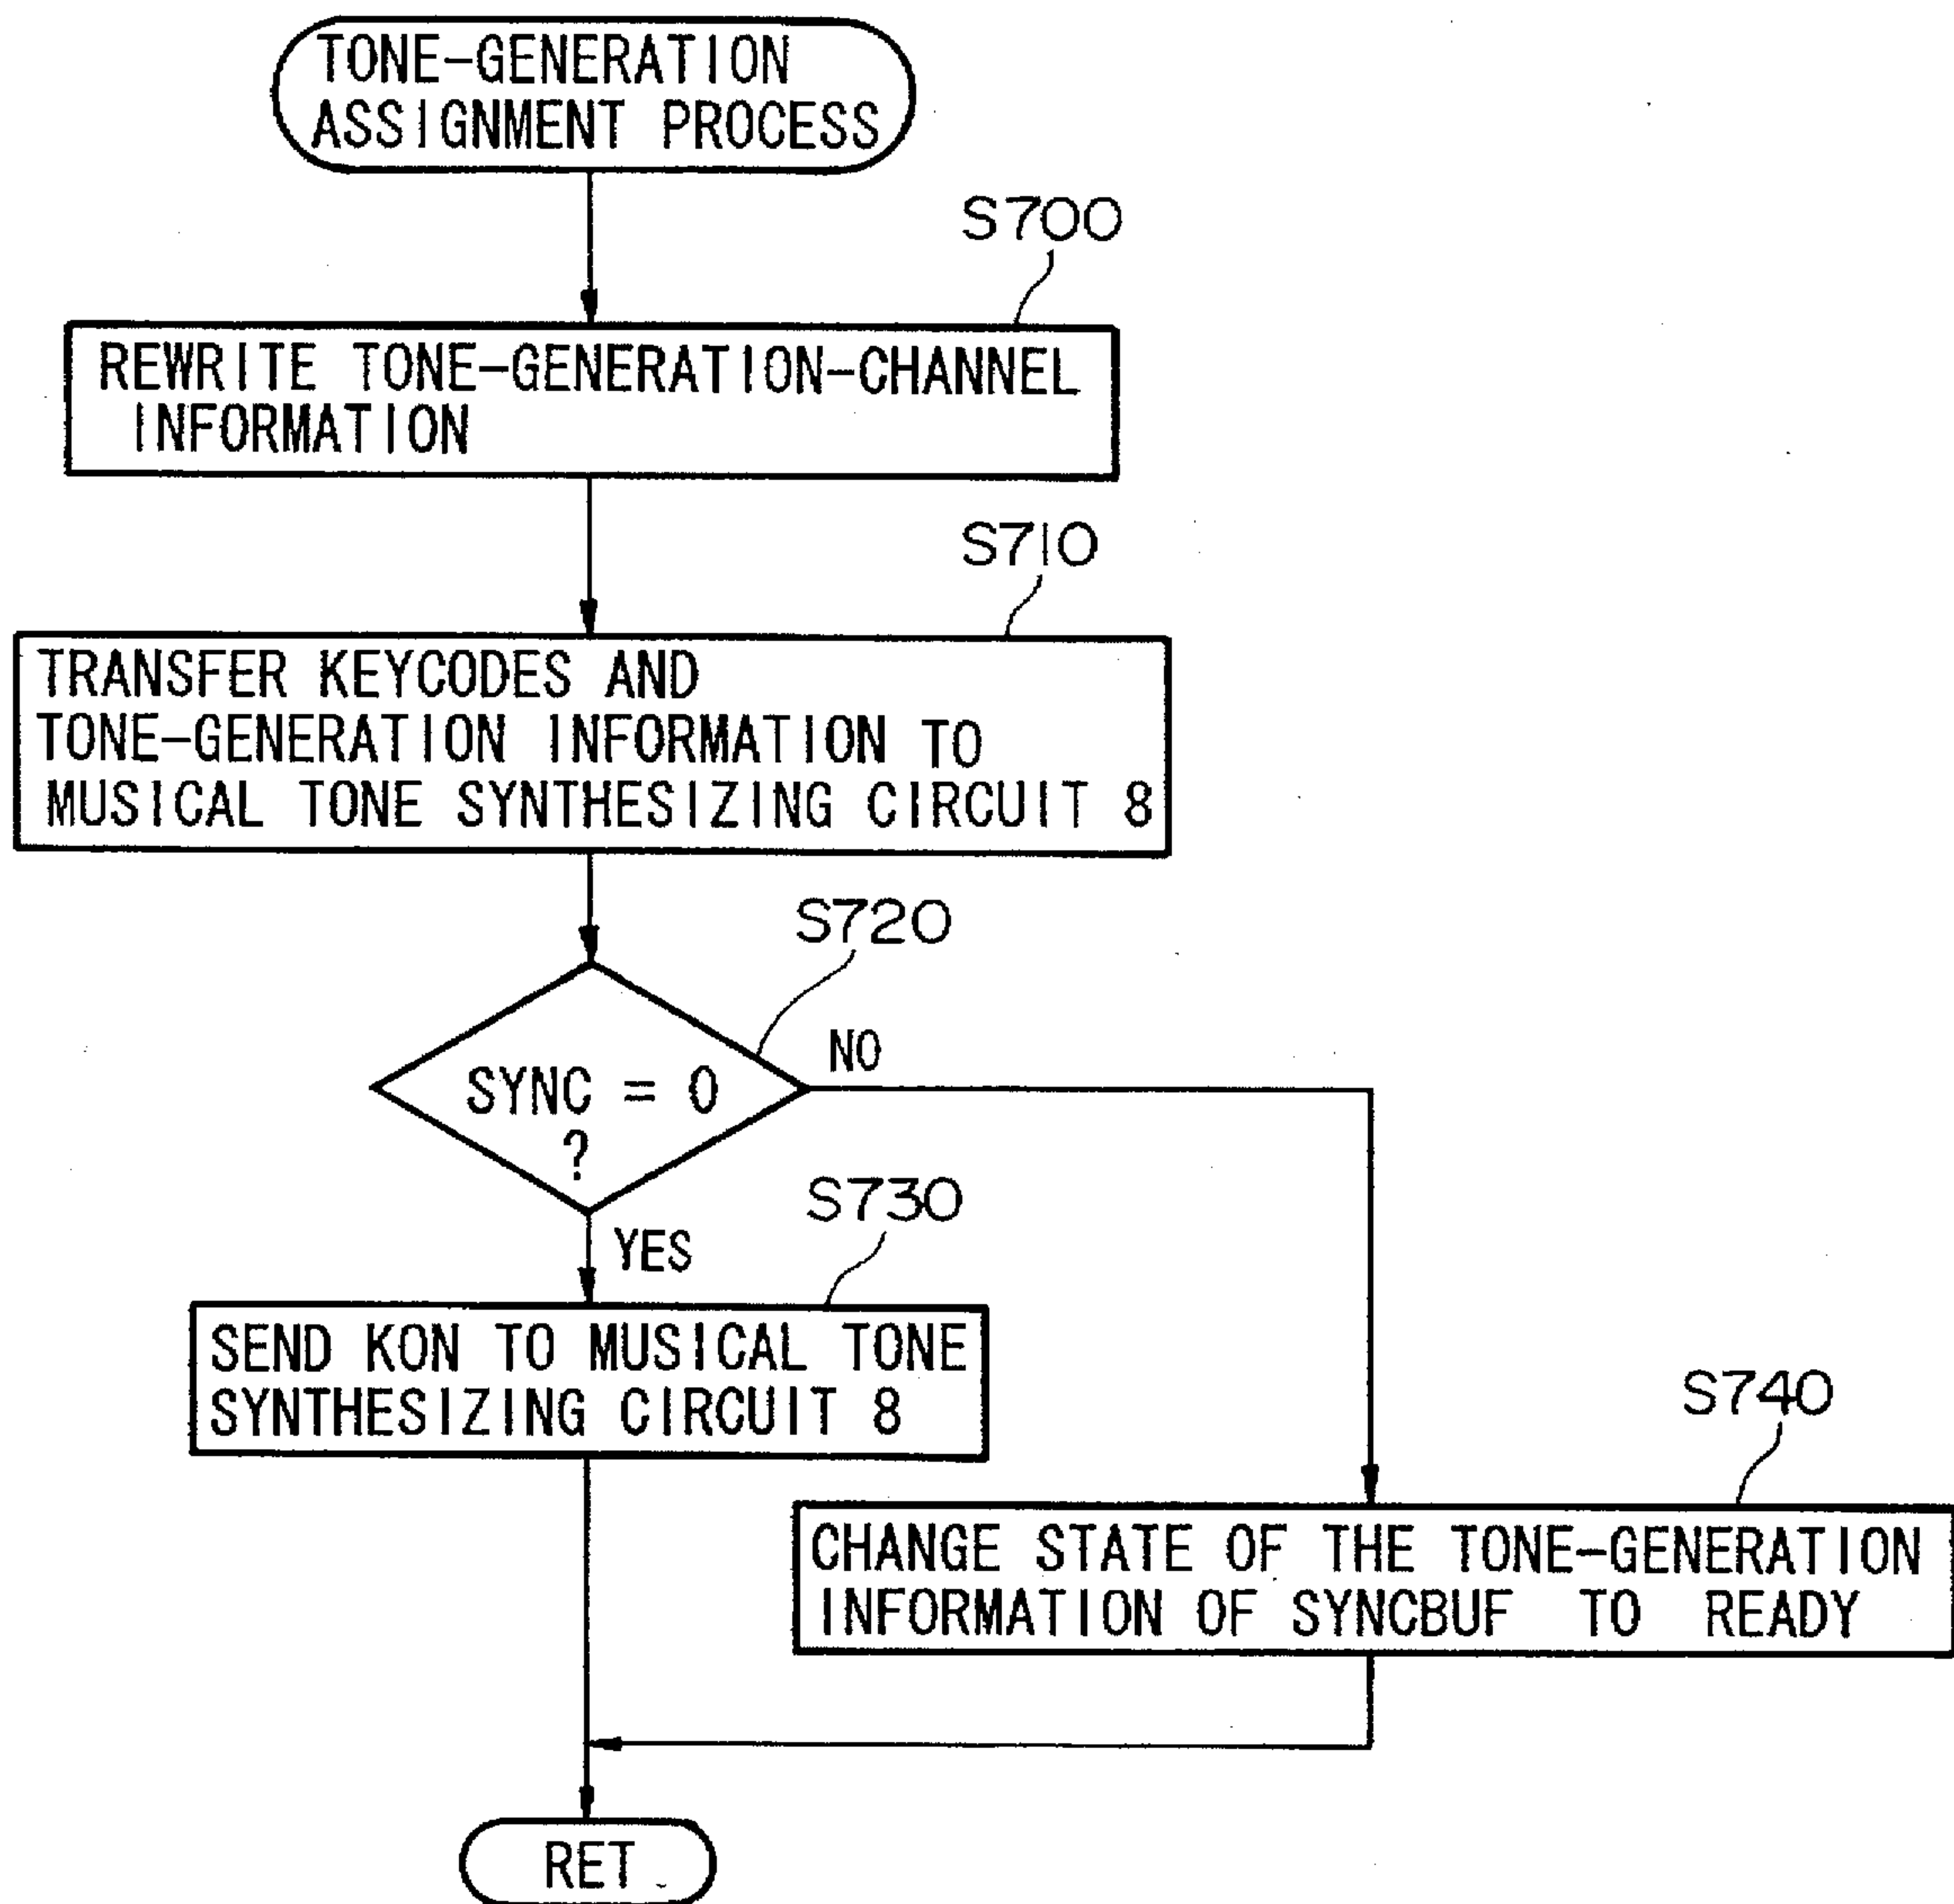 TONE-GENERATION
ASSIGNMENT PROCESS
S700
REWRITE TONE-GENERATION-CHANNEL
INFORMATION
S710
TRANSFER KEYCODES AND
TONE-GENERATION INFORMATION TO
MUSICAL TONE SYNTHESIZING CIRCUIT 8
S720
NO
SYNC = 0
?
YES
S730
SEND KON TO MUSICAL TONE
SYNTHESIZING CIRCUIT 8
S740
CHANGE STATE OF THE TONE-GENERATION
INFORMATION OF SYNCBUF TO READY
RET